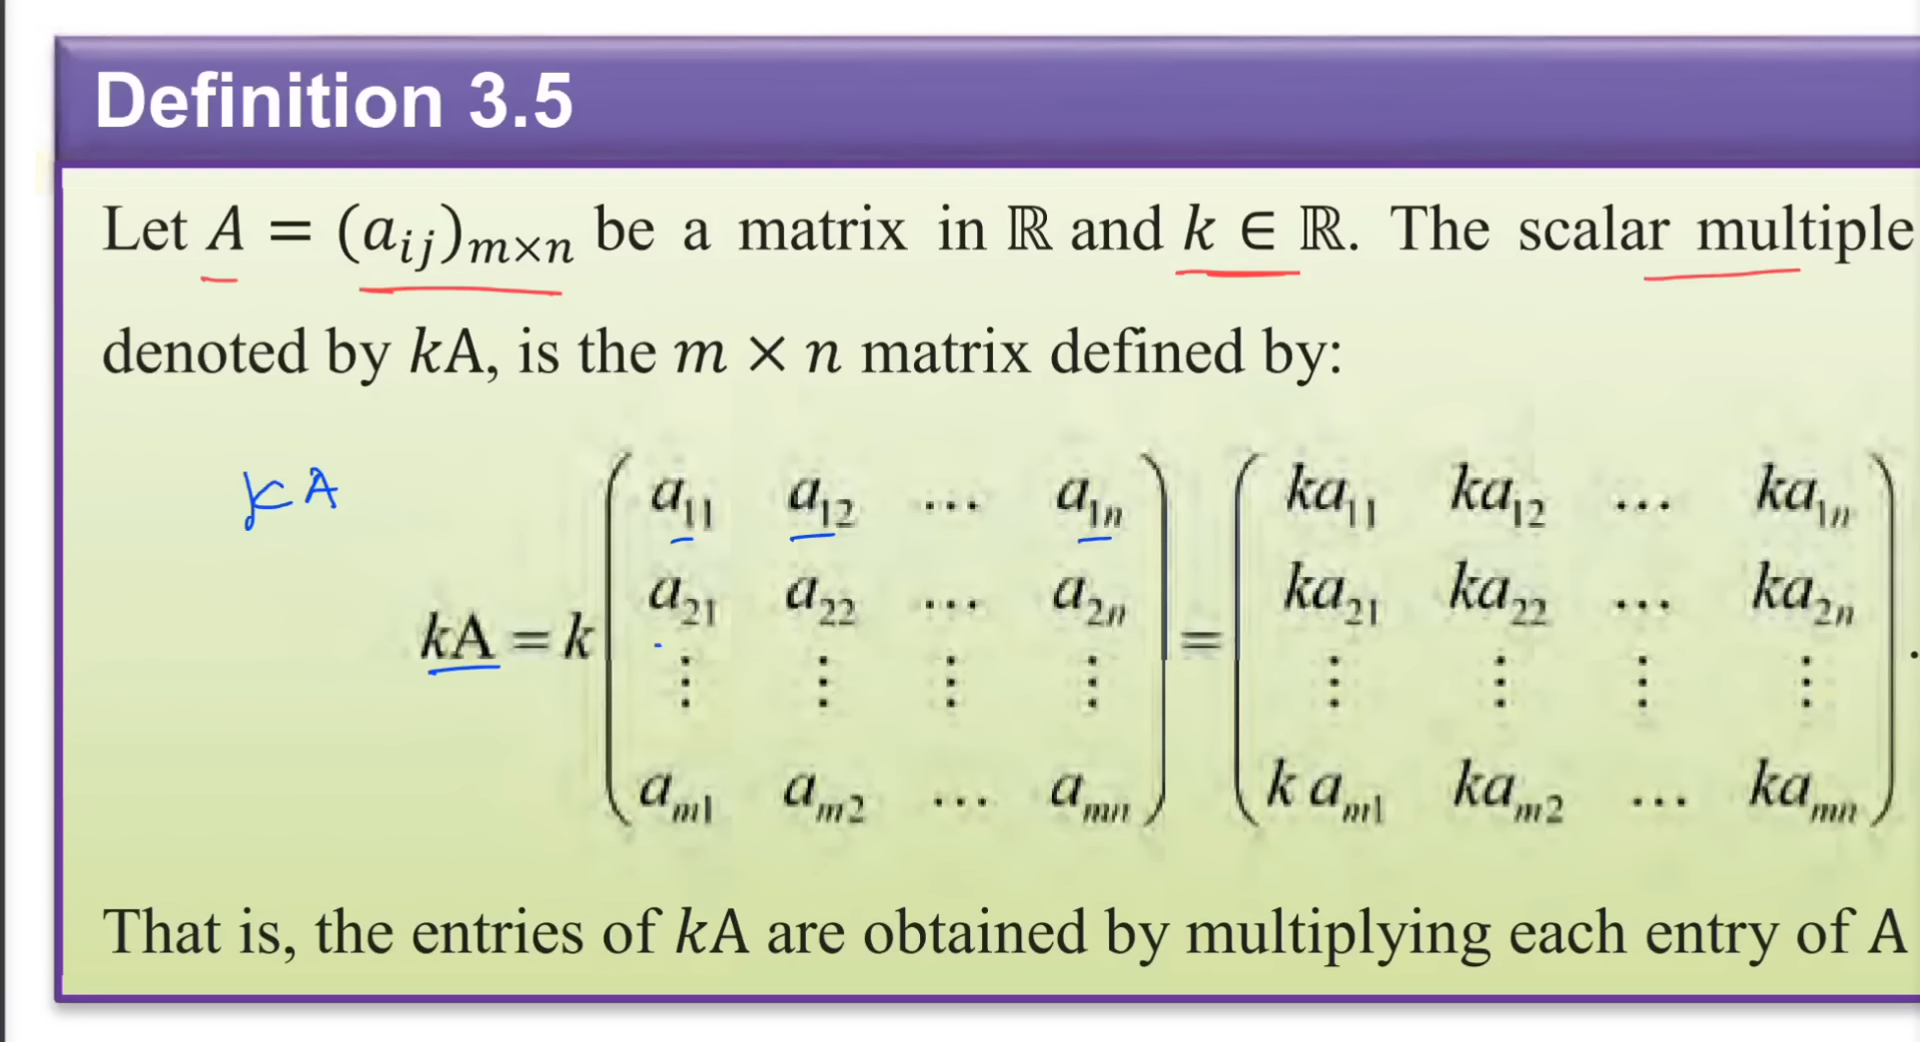 Definition 3.5
Let A = (aᵢⱼ)ₘₓₙ be a matrix in ℝ and k ∈ ℝ. The scalar multiple
denoted by kA, is the m × n matrix defined by:
kA
kA = k ( a₁₁ a₁₂ ... a₁ₙ ; a₂₁ a₂₂ ... a₂ₙ ; ⋮ ⋮ ⋮ ⋮ ; aₘ₁ aₘ₂ ... aₘₙ ) = ( ka₁₁ ka₁₂ ... ka₁ₙ ; ka₂₁ ka₂₂ ... ka₂ₙ ; ⋮ ⋮ ⋮ ⋮ ; k aₘ₁ kaₘ₂ ... kaₘₙ ) .
That is, the entries of kA are obtained by multiplying each entry of A